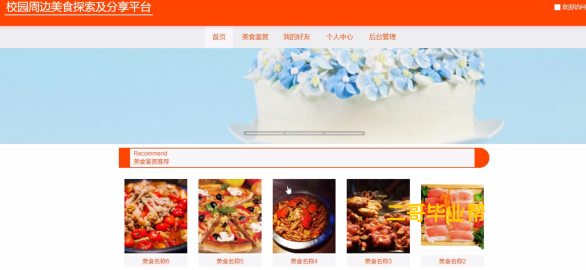 校园周边美食探索及分享平台
欢迎访问
首页 美食鉴赏 我的好友 个人中心 后台管理
Recommend
美食鉴赏推荐
三哥毕业帮
美食名称6 美食名称5 美食名称4 美食名称3 美食名称2